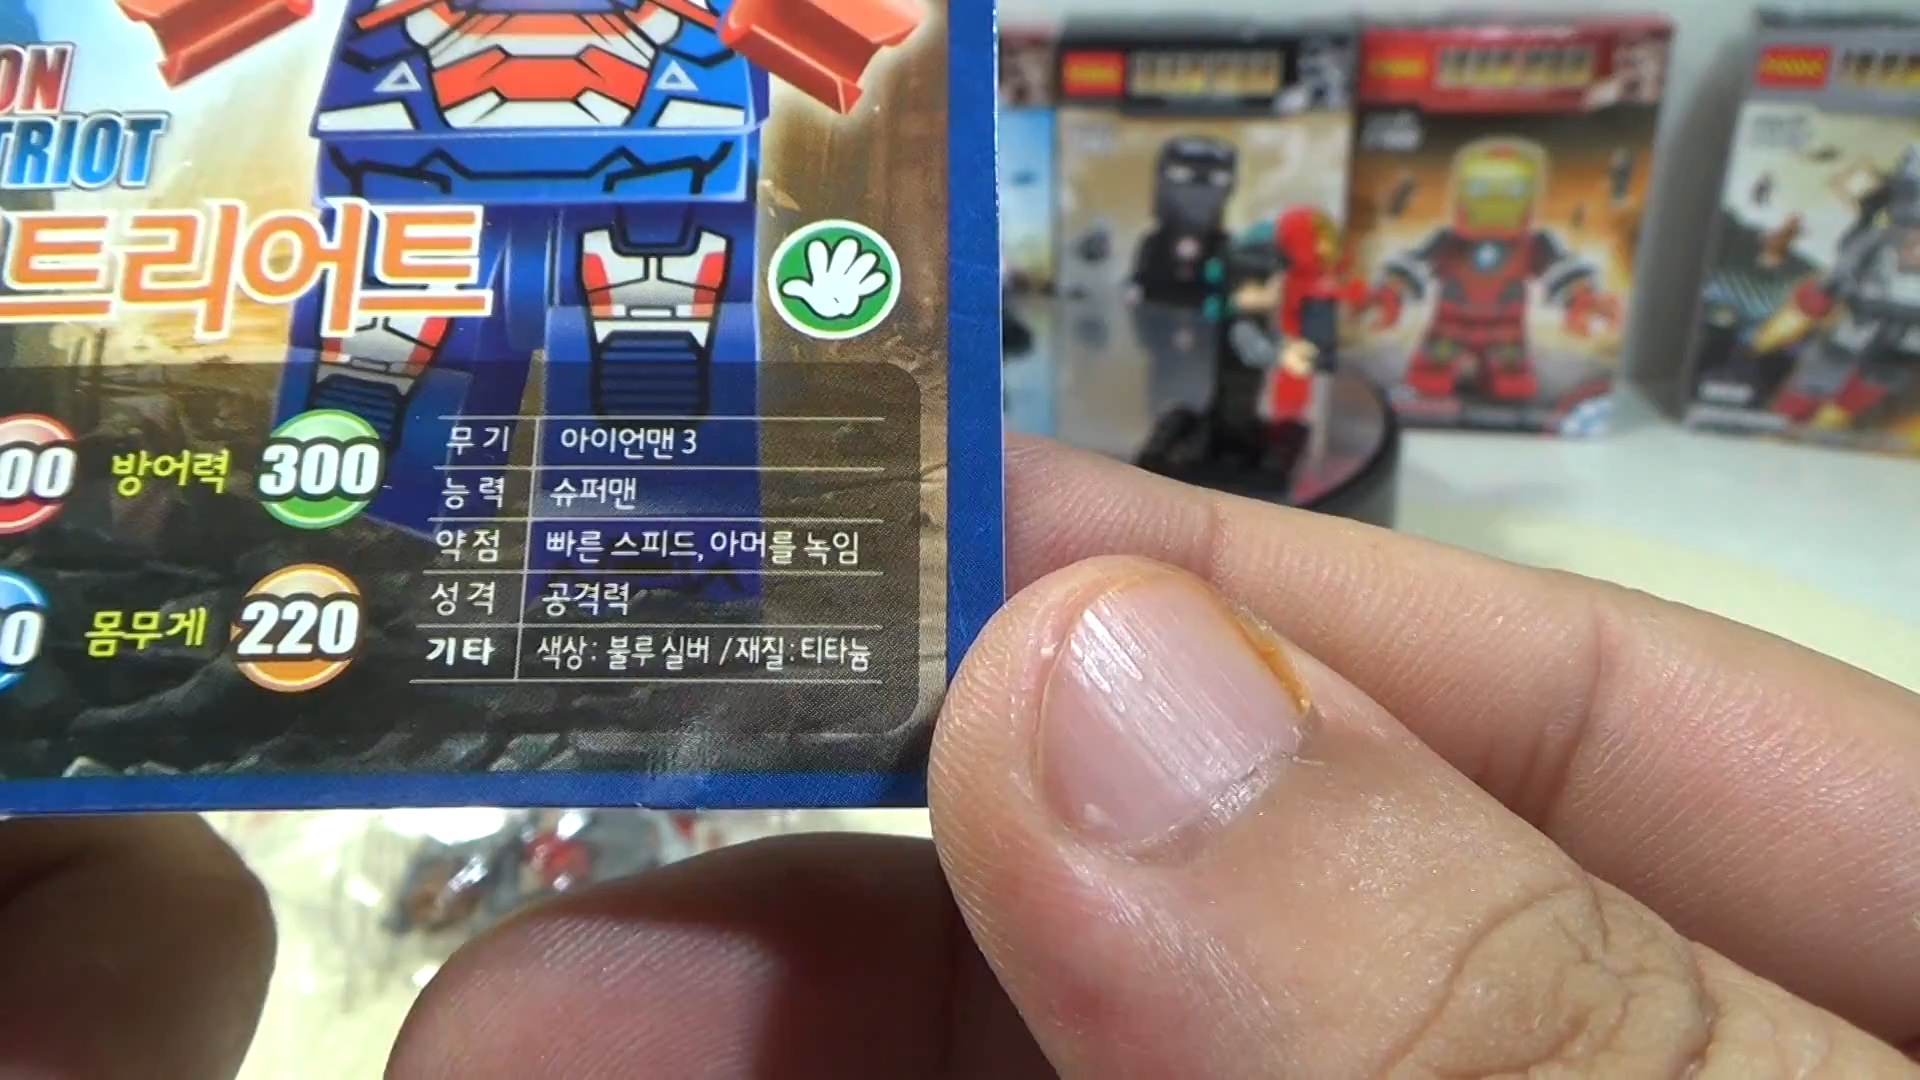 ON
TRIOT
트리어트
00 방어력 300
0 몸무게 220
무기 아이언맨 3
능력 슈퍼맨
약점 빠른 스피드, 아머를 녹임
성격 공격력
기타 색상 : 불루 실버 / 재질 : 티타늄